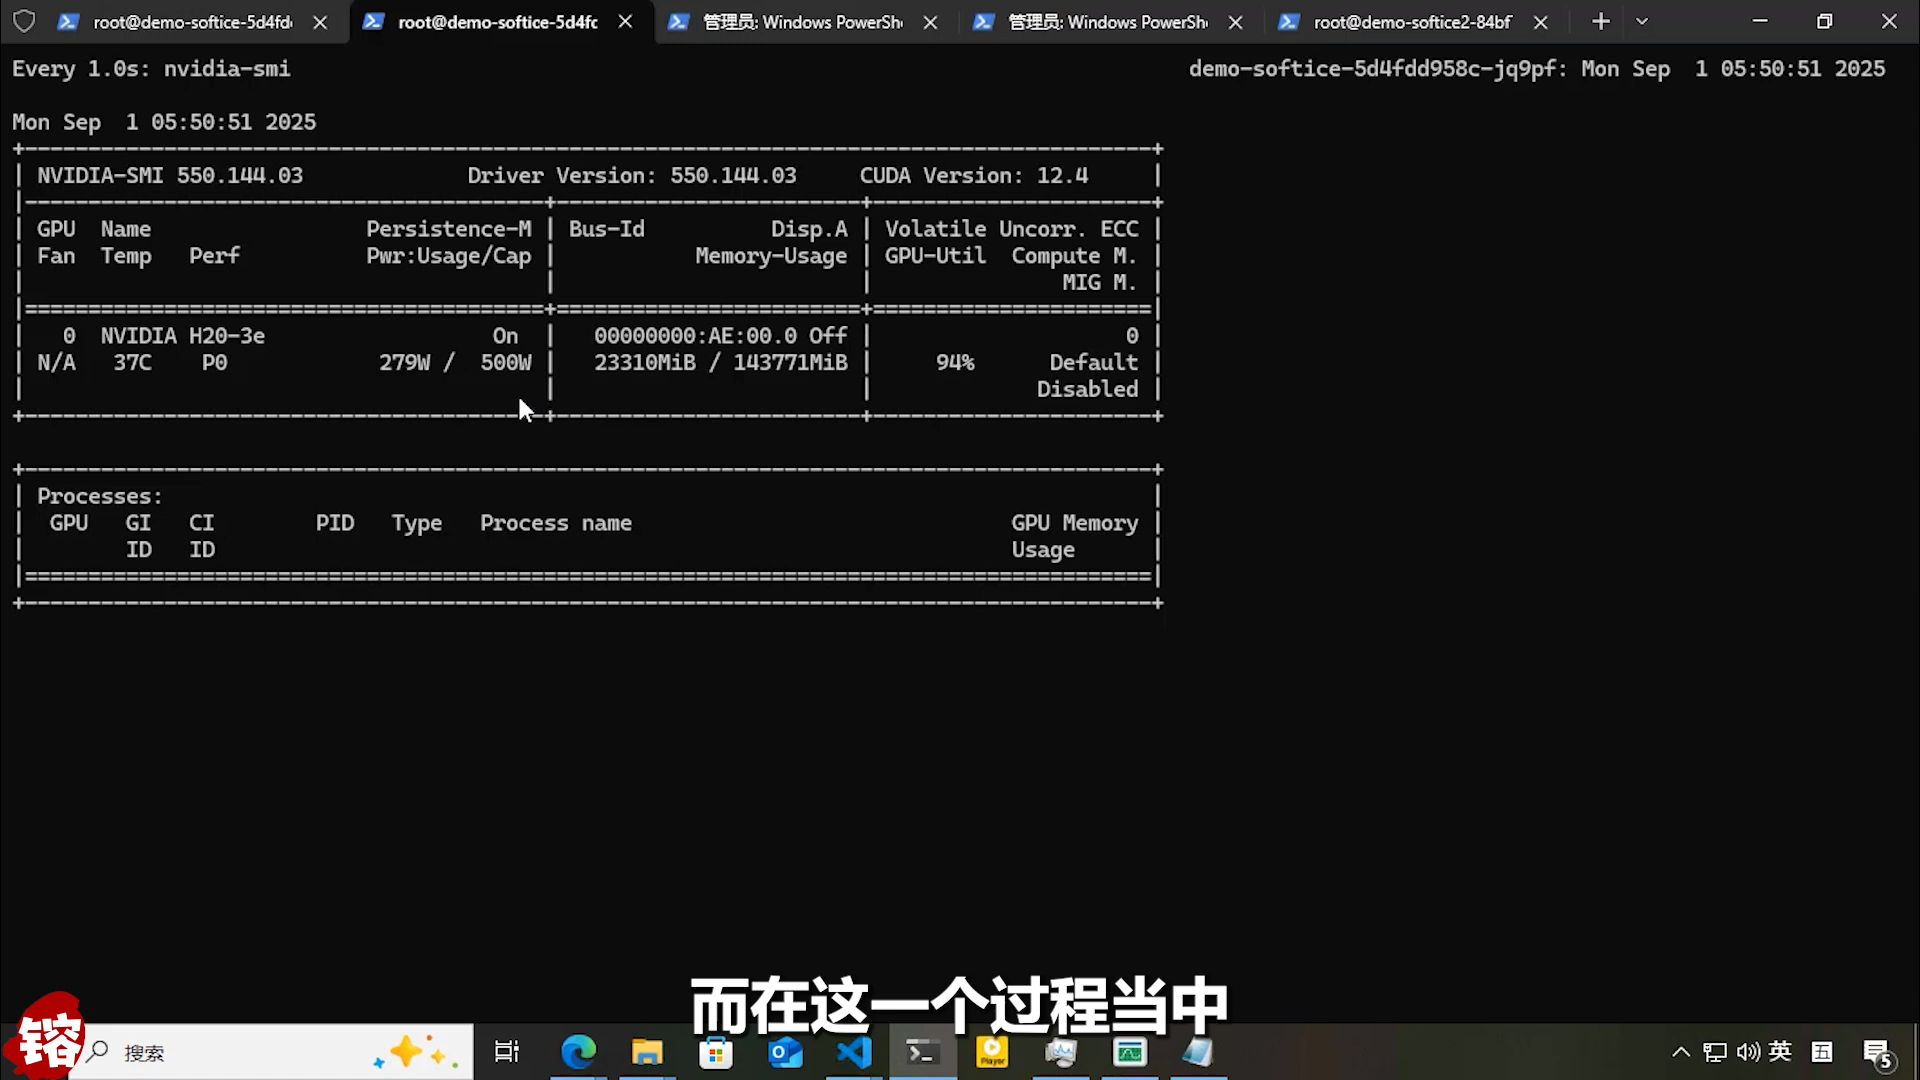 root@demo-softice-5d4fd
root@demo-softice-5d4fc
管理员: Windows PowerShe
管理员: Windows PowerShe
root@demo-softice2-84bf
Every 1.0s: nvidia-smi
demo-softice-5d4fdd958c-jq9pf: Mon Sep  1 05:50:51 2025
Mon Sep  1 05:50:51 2025
NVIDIA-SMI 550.144.03 Driver Version: 550.144.03 CUDA Version: 12.4
GPU Name Persistence-M | Bus-Id Disp.A | Volatile Uncorr. ECC
Fan Temp Perf Pwr:Usage/Cap | Memory-Usage | GPU-Util Compute M.
MIG M.
0 NVIDIA H20-3e On | 00000000:AE:00.0 Off | 0
N/A 37C P0 279W / 500W | 23310MiB / 143771MiB | 94% Default
Disabled
Processes:
GPU GI CI PID Type Process name GPU Memory
ID ID Usage
而在这一个过程当中
镕
搜索
Player
英
五
5